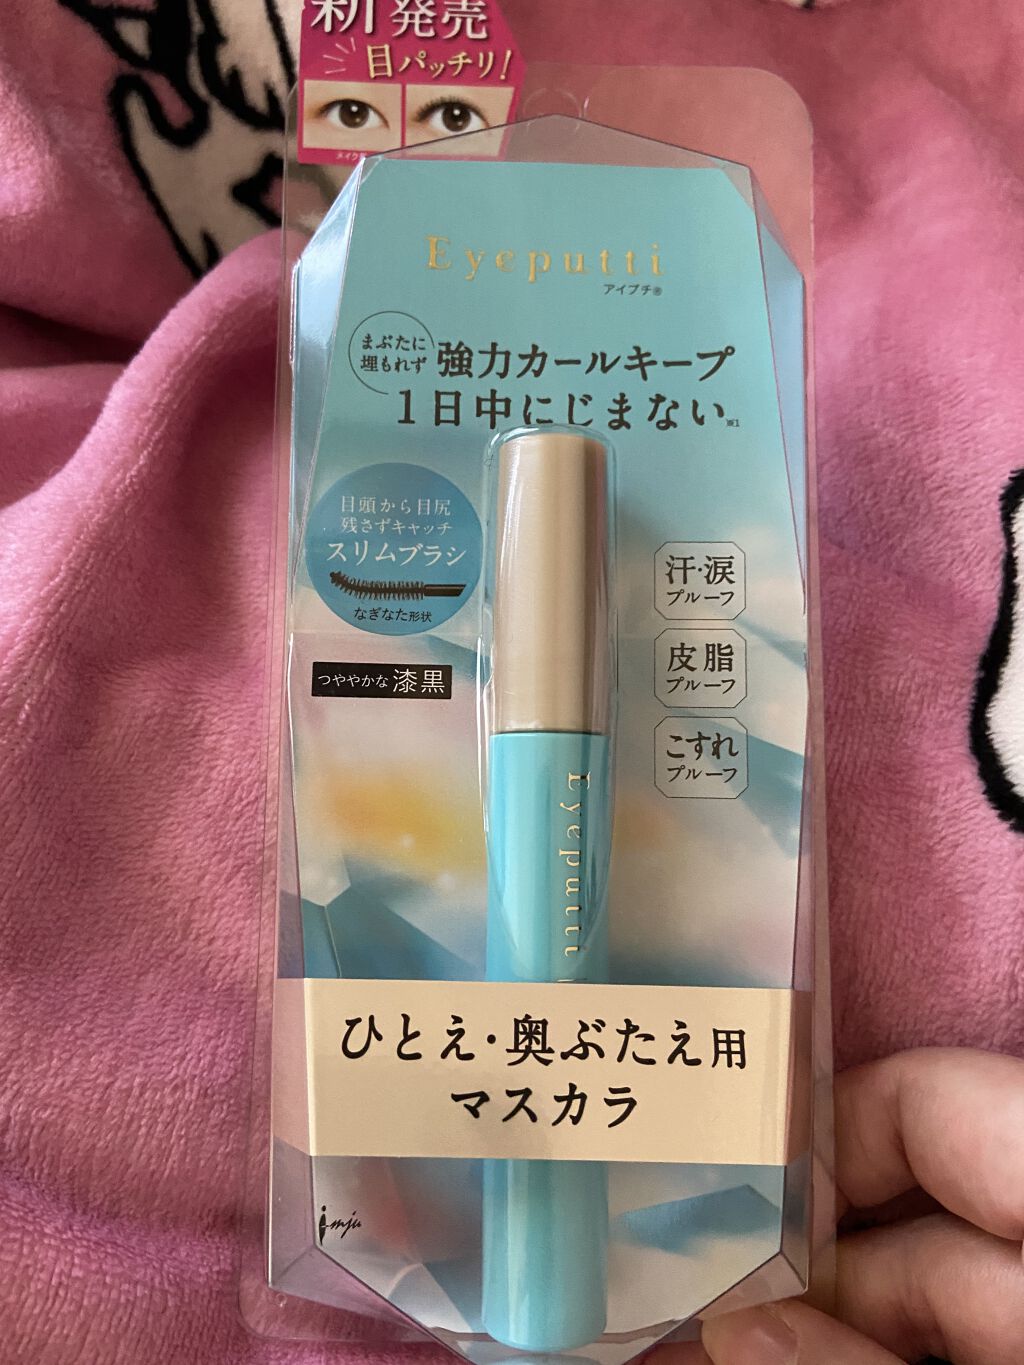 新発売
目パッチリ!
Eyeputti
アイプチ®
まぶたに
埋もれず
強力カールキープ
1日中にじまない※1
目頭から目尻
残さずキャッチ
スリムブラシ
なぎなた形状
つややかな漆黒
汗・涙
プルーフ
皮脂
プルーフ
こすれ
プルーフ
Eyeputti
ひとえ・奥ぶたえ用
マスカラ
i-mju